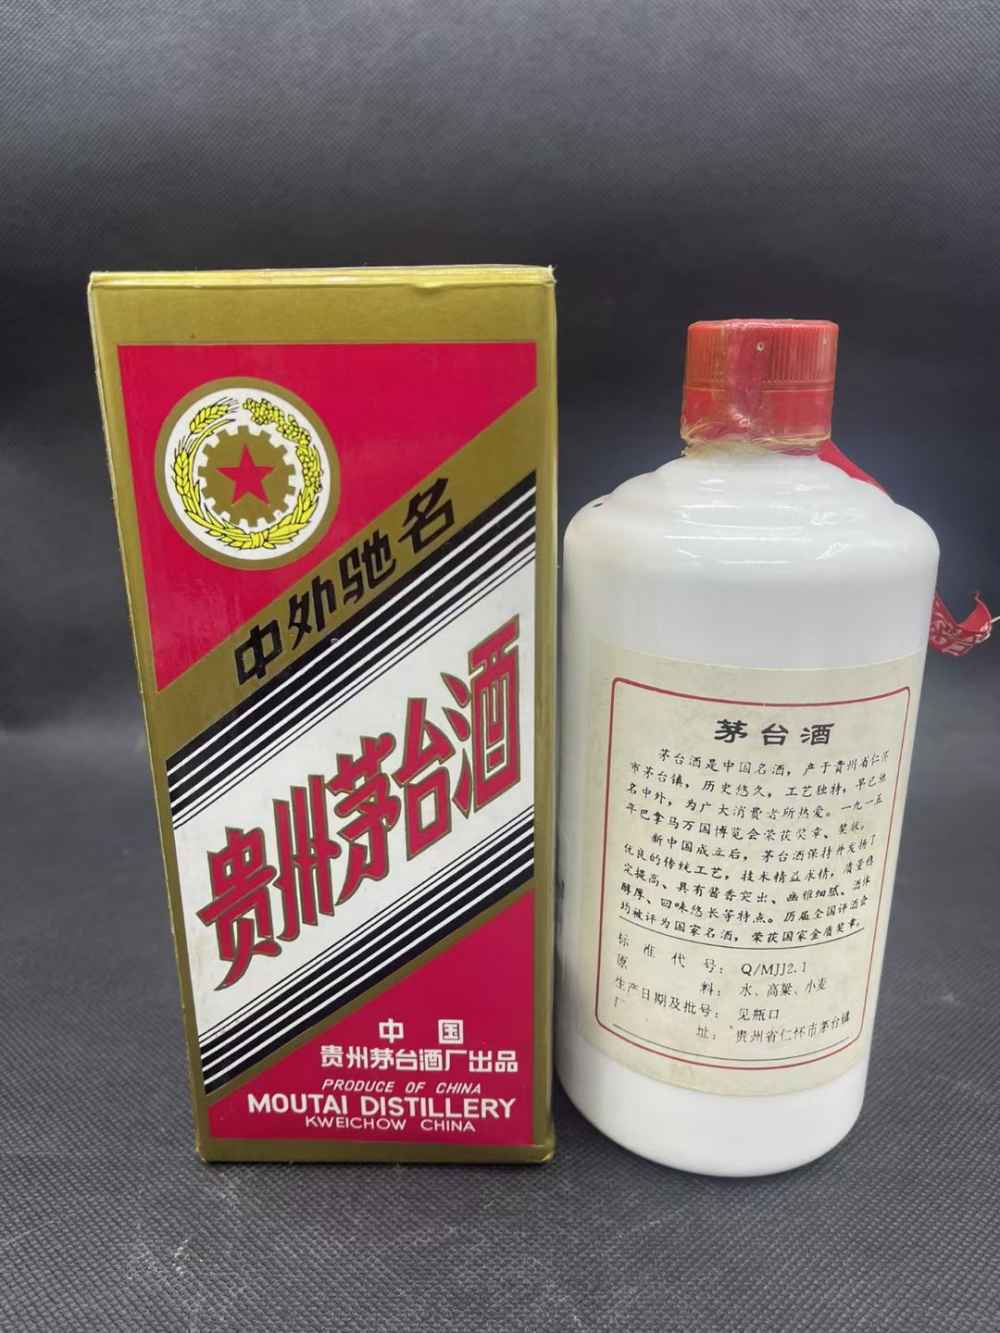 中外驰名
贵州茅台酒
中国
贵州茅台酒厂出品
PRODUCE OF CHINA
MOUTAI DISTILLERY
KWEICHOW CHINA
茅台酒
茅台酒是中国名酒，产于贵州省仁怀
市茅台镇，历史悠久，工艺独特，早已驰
名中外，为广大消费者所热爱。一九一五
年巴拿马万国博览会荣获奖章、奖状。
新中国成立后，茅台酒保持并发扬了
优良的传统工艺，技术精益求精，质量稳
定提高、具有酱香突出、幽雅细腻、酒体
醇厚、回味悠长等特点。历届全国评酒会
均被评为国家名酒，荣获国家金质奖章。
标准代号：Q/MJJ2.1
原料：水、高粱、小麦
生产日期及批号：见瓶口
厂址：贵州省仁怀市茅台镇